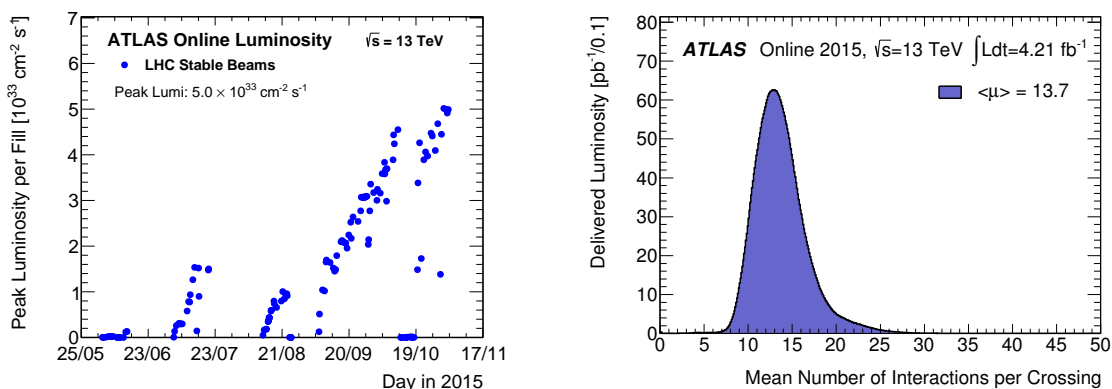 7
6
5
4
3
2
1
0
Peak Luminosity per Fill [10³³ cm⁻² s⁻¹]
ATLAS Online Luminosity √s = 13 TeV
LHC Stable Beams
Peak Lumi: 5.0 × 10³³ cm⁻² s⁻¹
25/05 23/06 23/07 21/08 20/09 19/10 17/11
Day in 2015
80
70
60
50
40
30
20
10
0
Delivered Luminosity [pb⁻¹/0.1]
ATLAS Online 2015, √s=13 TeV ∫Ldt=4.21 fb⁻¹
<μ> = 13.7
0 5 10 15 20 25 30 35 40 45 50
Mean Number of Interactions per Crossing